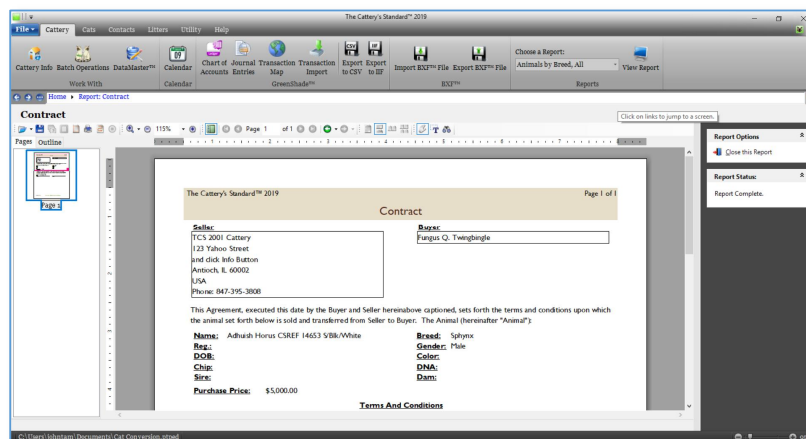 The Cattery's Standard™ 2019
File Cattery Cats Contacts Litters Utility Help
Cattery Info Batch Operations DataMaster™
Work With
Calendar
Calendar
Chart of Accounts Journal Entries Transaction Map Transaction Import Export to CSV Export to IIF
GreenShade™
Import BXF™ File Export BXF™ File
BXF™
Choose a Report:
Animals by Breed, All
View Report
Reports
Home Report: Contract
Contract
Click on links to jump to a screen.
115% Page 1 of 1
Pages Outline
Page 1
The Cattery's Standard™ 2019 Page 1 of 1
Contract
Seller: Buyer:
TCS 2001 Cattery Fungus Q. Twingbingle
123 Yahoo Street
and click Info Button
Antioch, IL 60002
USA
Phone: 847-395-3808
This Agreement, executed this date by the Buyer and Seller hereinabove captioned, sets forth the terms and conditions upon which
the animal set forth below is sold and transferred from Seller to Buyer. The Animal (hereinafter "Animal"):
Name: Adhuish Horus CSREF 14653 S/Blk/White Breed: Sphynx
Reg.: Gender: Male
DOB: Color:
Chip: DNA:
Sire: Dam:
Purchase Price: $5,000.00
Terms And Conditions
Report Options
Close this Report
Report Status:
Report Complete.
C:\Users\johntam\Documents\Cat Conversion.ptped